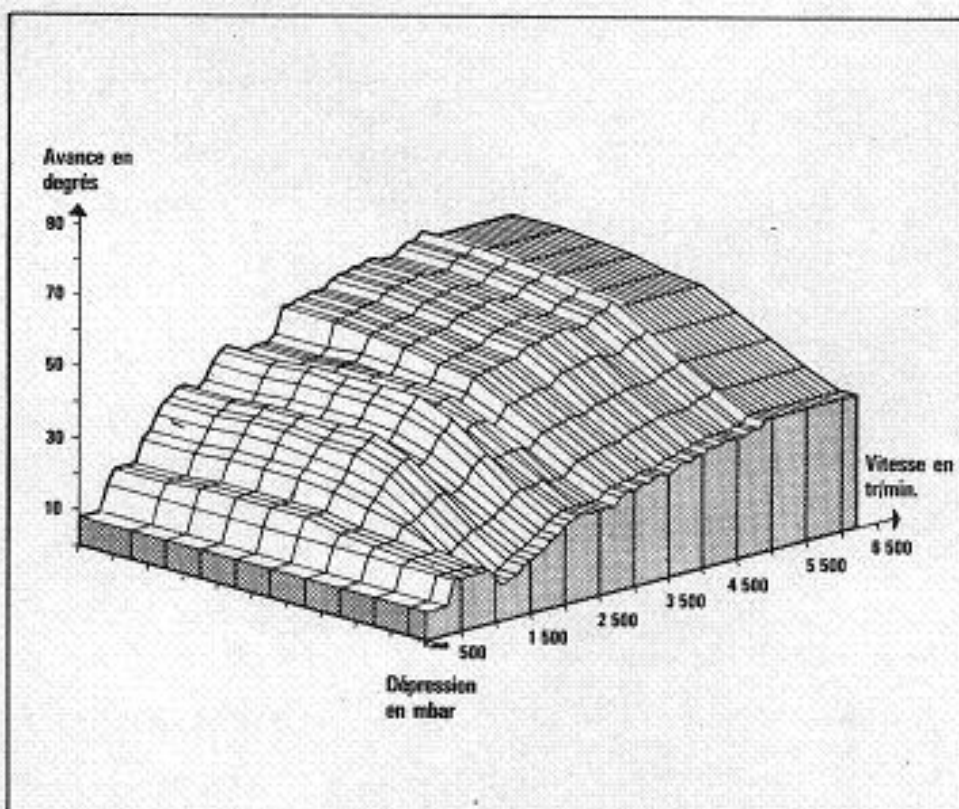 Avance en
degrés
90
70
50
30
10
Vitesse en
tr/min.
6 500
5 500
4 500
3 500
2 500
1 500
500
Dépression
en mbar